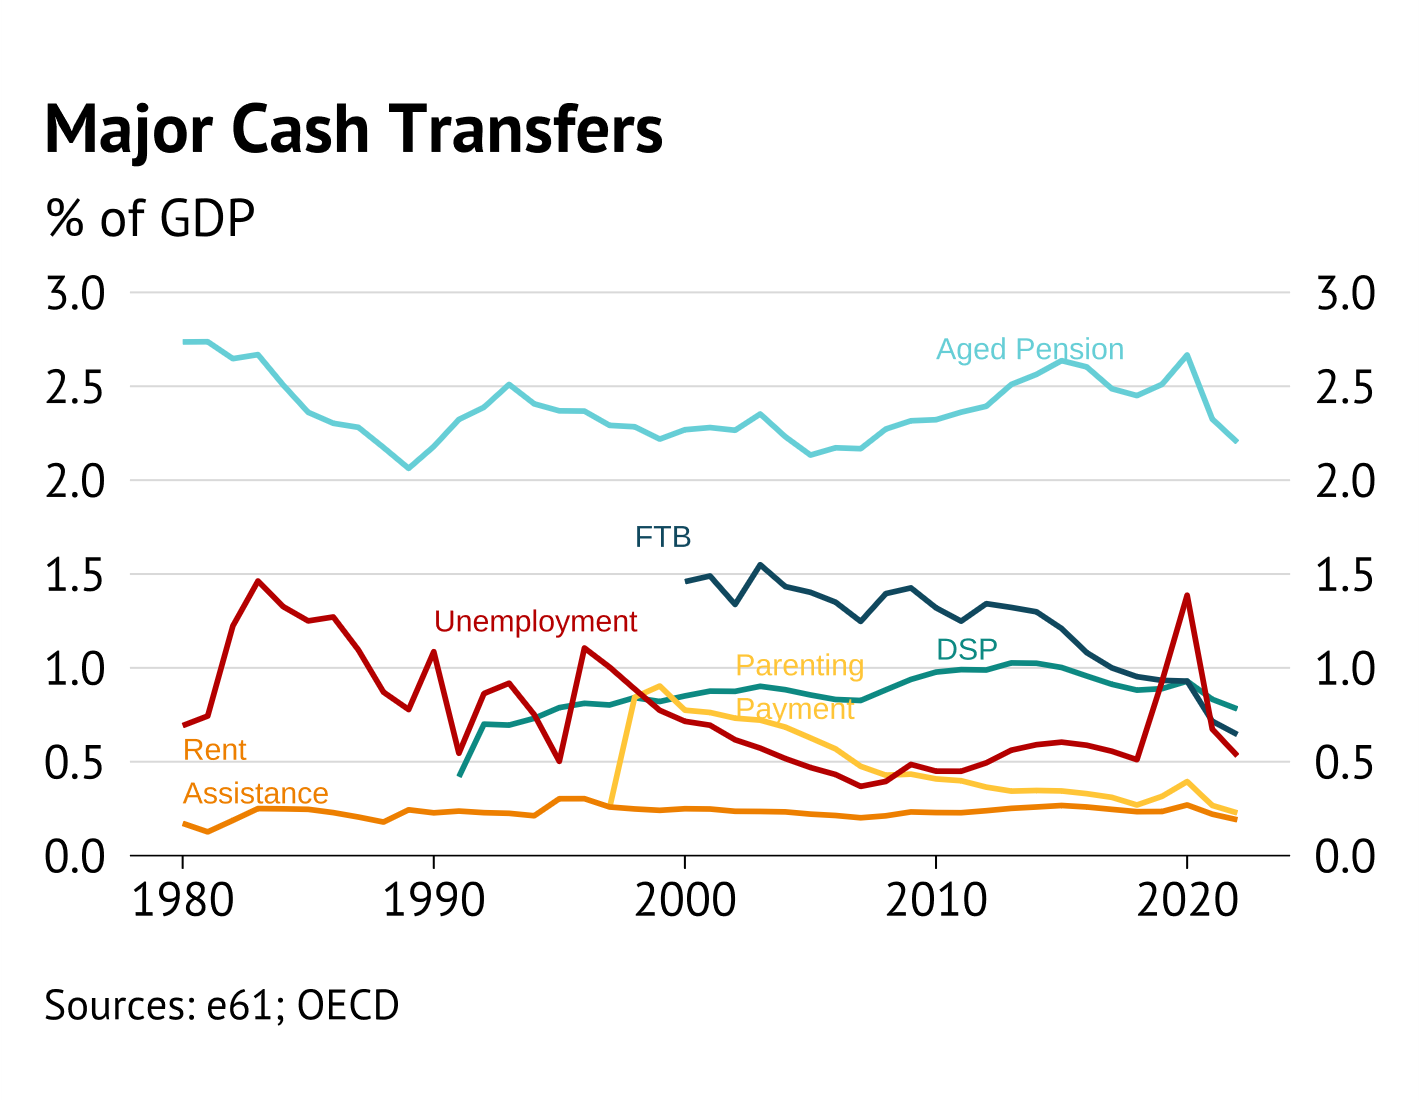 Major Cash Transfers
% of GDP
3.0 3.0
Aged Pension
2.5 2.5
2.0 2.0
FTB
1.5 1.5
Unemployment
DSP
Parenting
1.0 1.0
Payment
Rent
0.5 0.5
Assistance
0.0 0.0
1980 1990 2000 2010 2020
Sources: e61; OECD